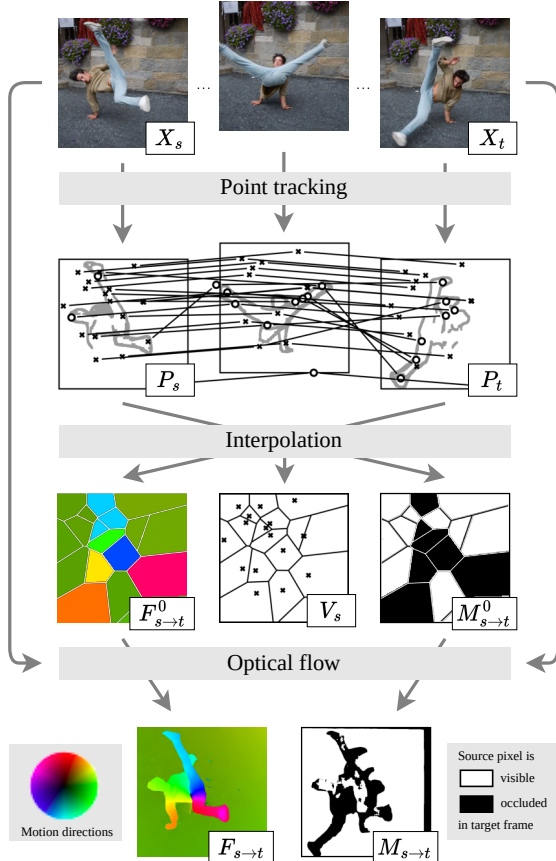 ... ...
X_s X_t
Point tracking
P_s P_t
Interpolation
F^0_{s→t} V_s M^0_{s→t}
Optical flow
Motion directions
F_{s→t} M_{s→t}
Source pixel is
visible
occluded
in target frame